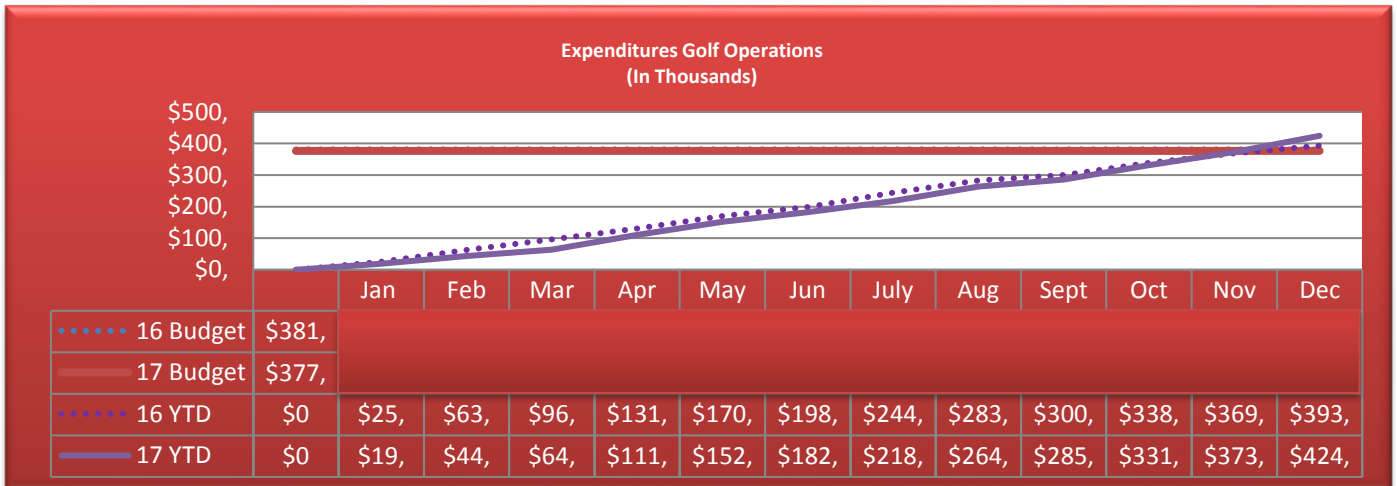 Expenditures Golf Operations
(In Thousands)
$500,
$400,
$300,
$200,
$100,
$0,
Jan Feb Mar Apr May Jun July Aug Sept Oct Nov Dec
16 Budget $381,
17 Budget $377,
16 YTD $0 $25, $63, $96, $131, $170, $198, $244, $283, $300, $338, $369, $393,
17 YTD $0 $19, $44, $64, $111, $152, $182, $218, $264, $285, $331, $373, $424,